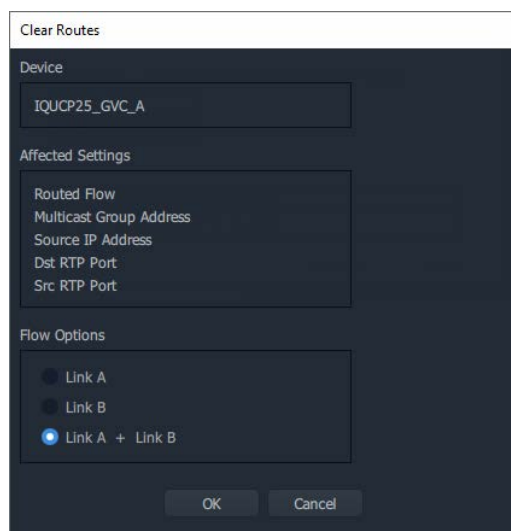 Clear Routes
Device
IQUCP25_GVC_A
Affected Settings
Routed Flow
Multicast Group Address
Source IP Address
Dst RTP Port
Src RTP Port
Flow Options
Link A
Link B
Link A + Link B
OK Cancel